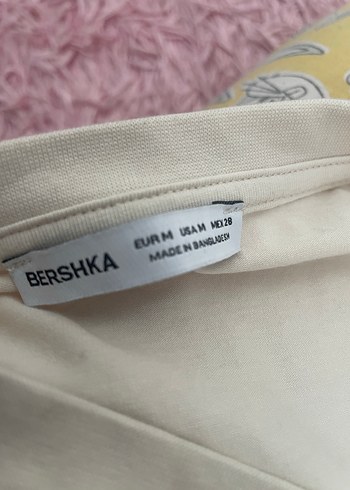 BERSHKA
EUR M USA M MEX 28
MADE IN BANGLADESH